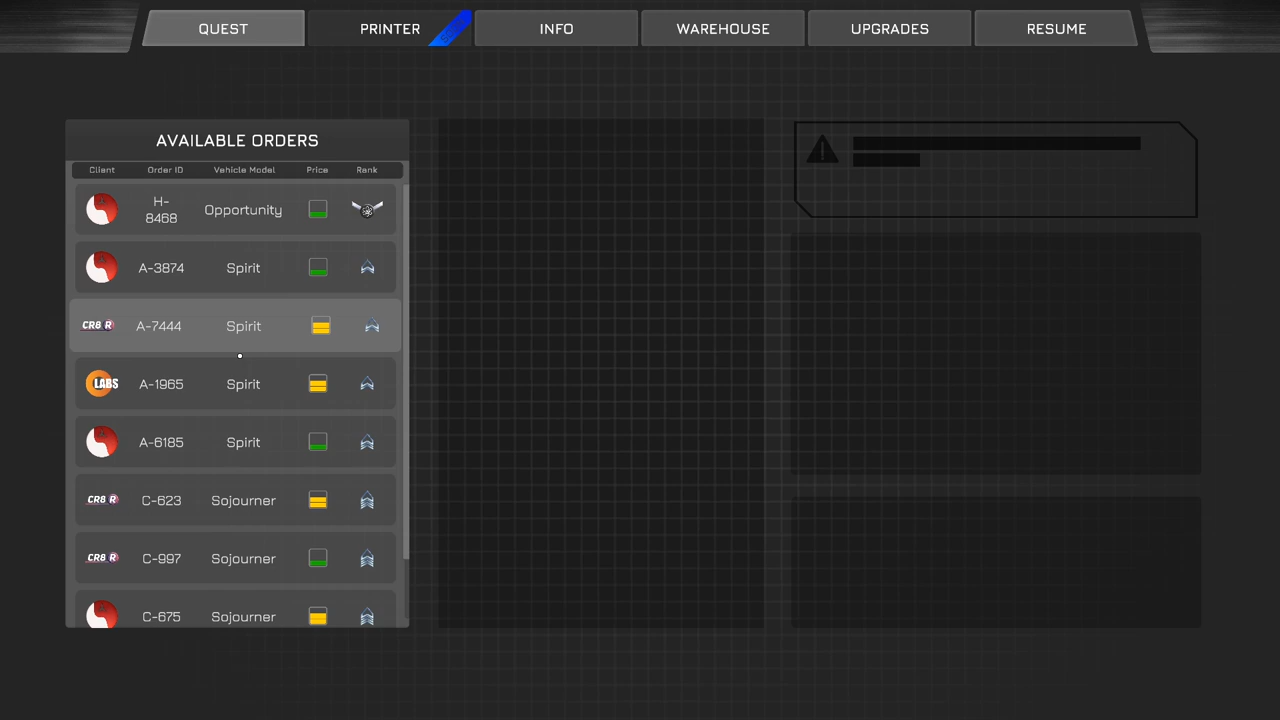 QUEST
PRINTER
SOON
INFO
WAREHOUSE
UPGRADES
RESUME
AVAILABLE ORDERS
Client Order ID Vehicle Model Price Rank
H-
8468 Opportunity
A-3874 Spirit
CR8 R A-7444 Spirit
LABS A-1965 Spirit
A-6185 Spirit
CR8 R C-623 Sojourner
CR8 R C-997 Sojourner
C-675 Sojourner